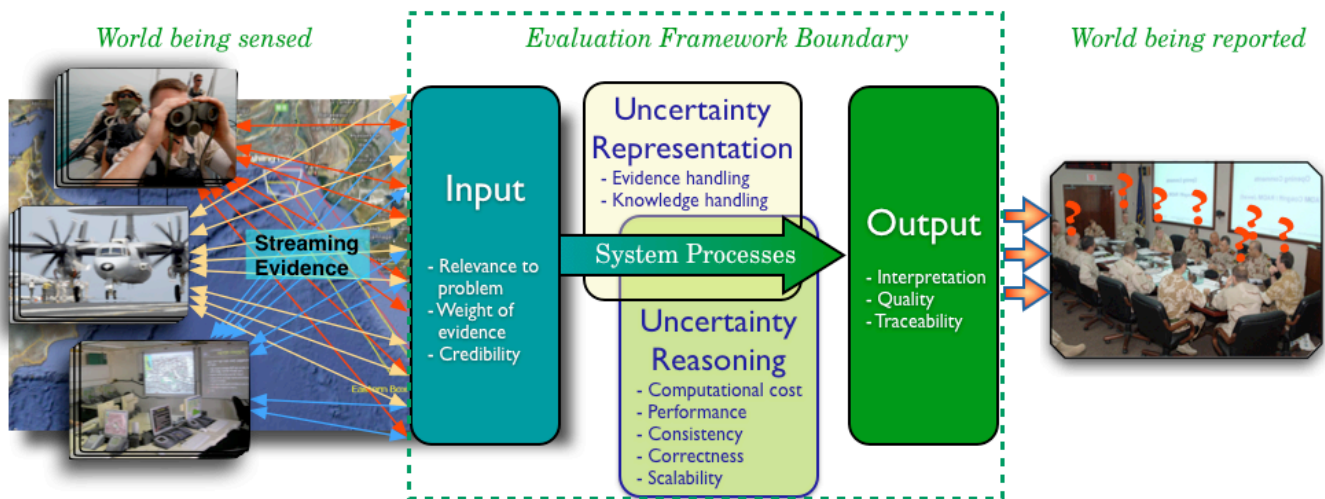 World being sensed
Evaluation Framework Boundary
World being reported
Streaming
Evidence
Eastern Box
Input
- Relevance to
problem
- Weight of
evidence
- Credibility
Uncertainty
Representation
- Evidence handling
- Knowledge handling
System Processes
Uncertainty
Reasoning
- Computational cost
- Performance
- Consistency
- Correctness
- Scalability
Output
- Interpretation
- Quality
- Traceability
? ? ? ? ? ? ?